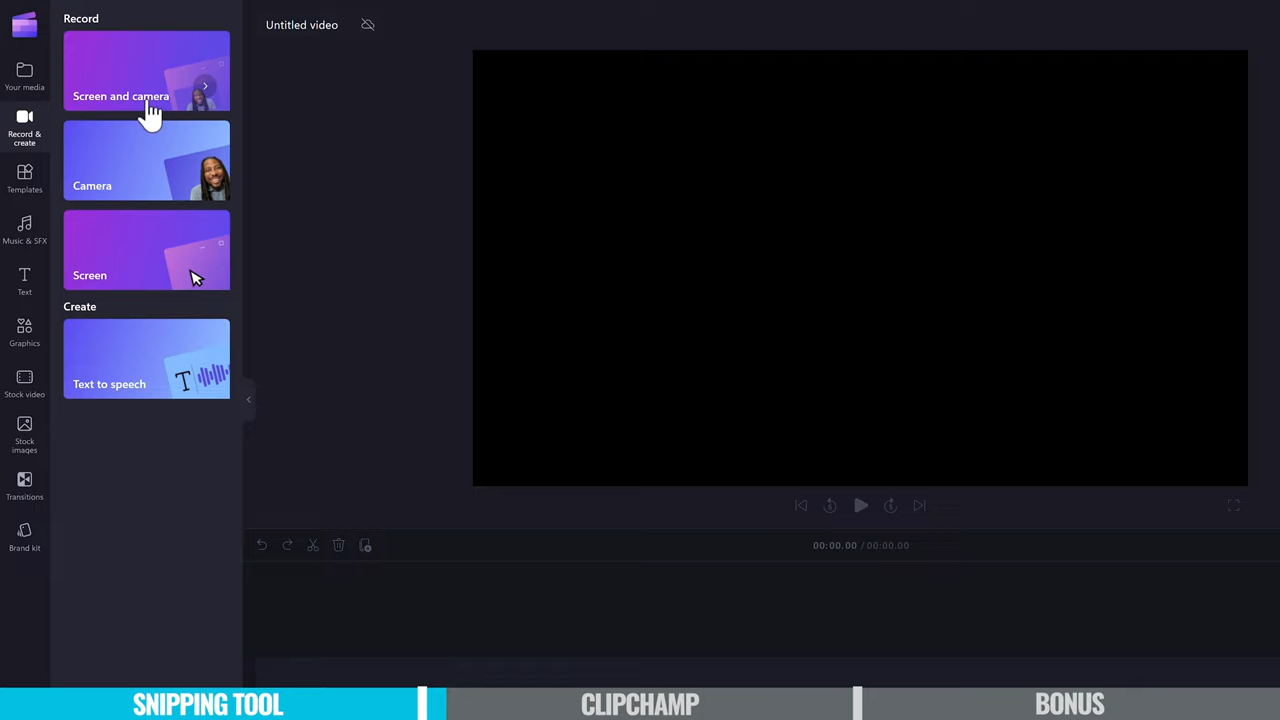 Record
Untitled video
Screen and camera
Your media
Record &
create
Camera
Templates
Music & SFX
Screen
Text
Create
Graphics
Text to speech
Stock video
Stock
images
Transitions
Brand kit
5
5
00:00.00 / 00:00.00
SNIPPING TOOL
CLIPCHAMP
BONUS